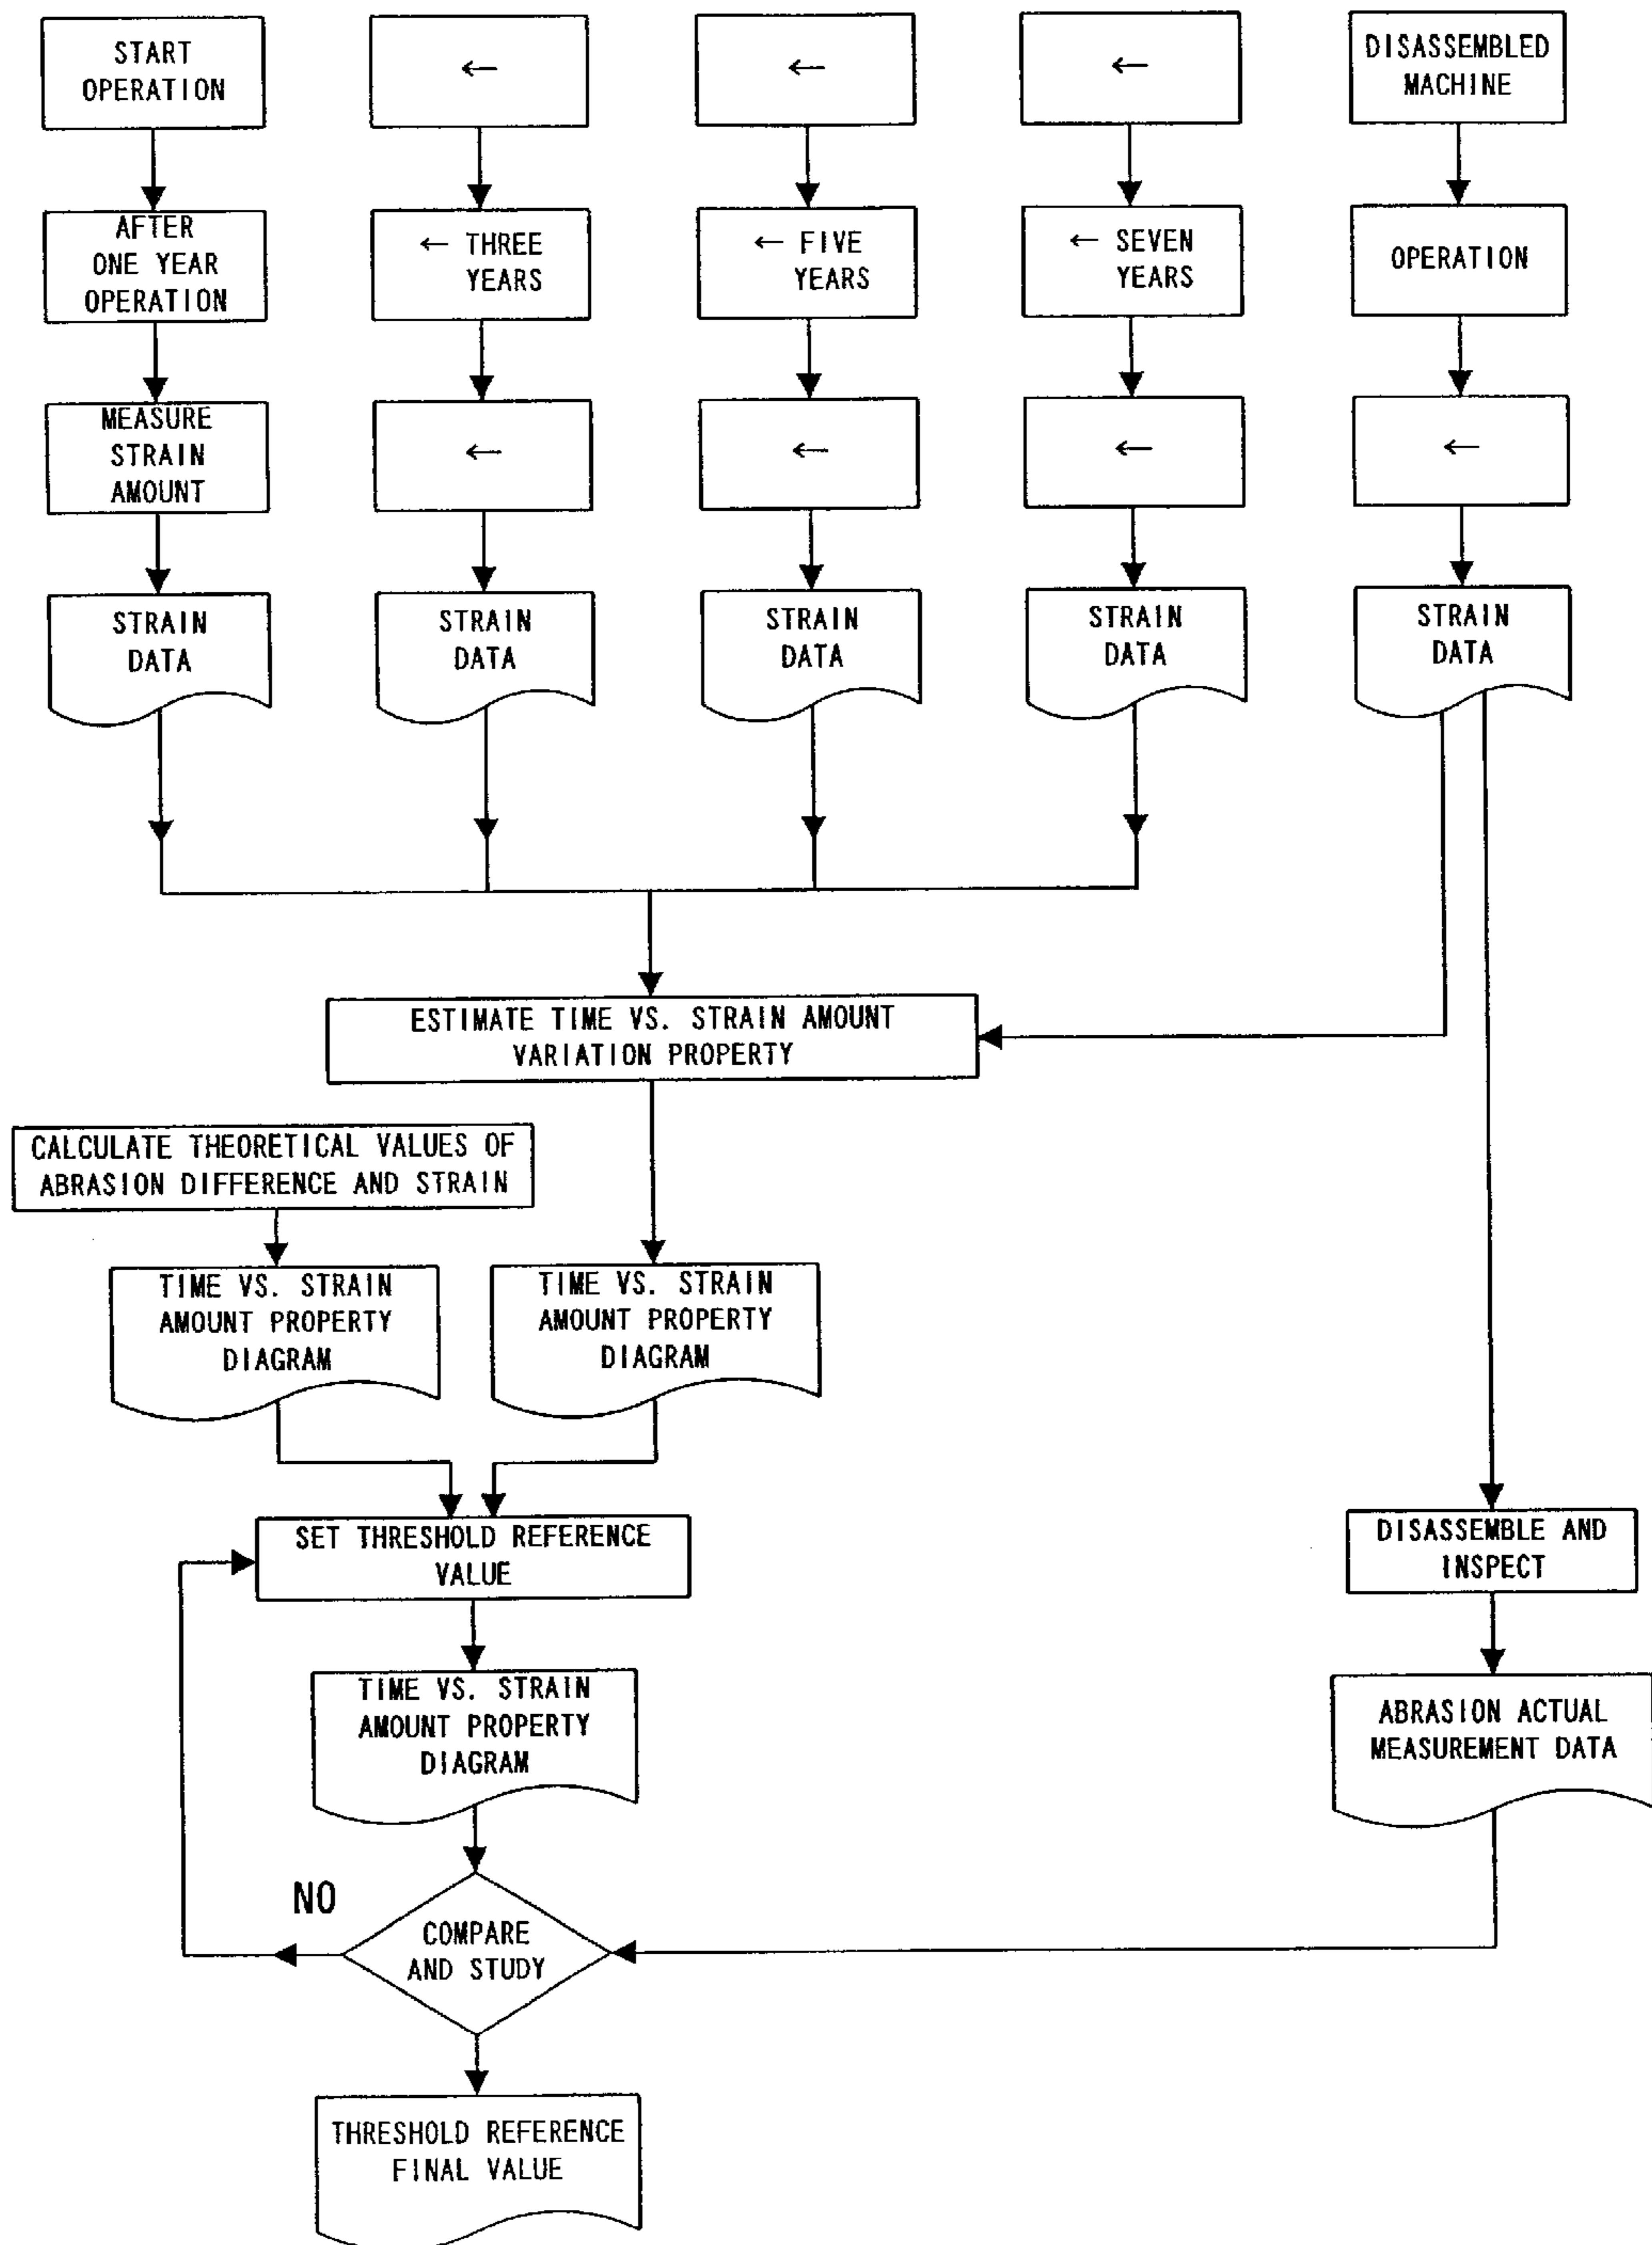 START
OPERATION
←
←
←
DISASSEMBLED
MACHINE
AFTER
ONE YEAR
OPERATION
← THREE
YEARS
← FIVE
YEARS
← SEVEN
YEARS
OPERATION
MEASURE
STRAIN
AMOUNT
←
←
←
←
STRAIN
DATA
STRAIN
DATA
STRAIN
DATA
STRAIN
DATA
STRAIN
DATA
ESTIMATE TIME VS. STRAIN AMOUNT
VARIATION PROPERTY
CALCULATE THEORETICAL VALUES OF
ABRASION DIFFERENCE AND STRAIN
TIME VS. STRAIN
AMOUNT PROPERTY
DIAGRAM
TIME VS. STRAIN
AMOUNT PROPERTY
DIAGRAM
SET THRESHOLD REFERENCE
VALUE
DISASSEMBLE AND
INSPECT
TIME VS. STRAIN
AMOUNT PROPERTY
DIAGRAM
ABRASION ACTUAL
MEASUREMENT DATA
NO
COMPARE
AND STUDY
THRESHOLD REFERENCE
FINAL VALUE